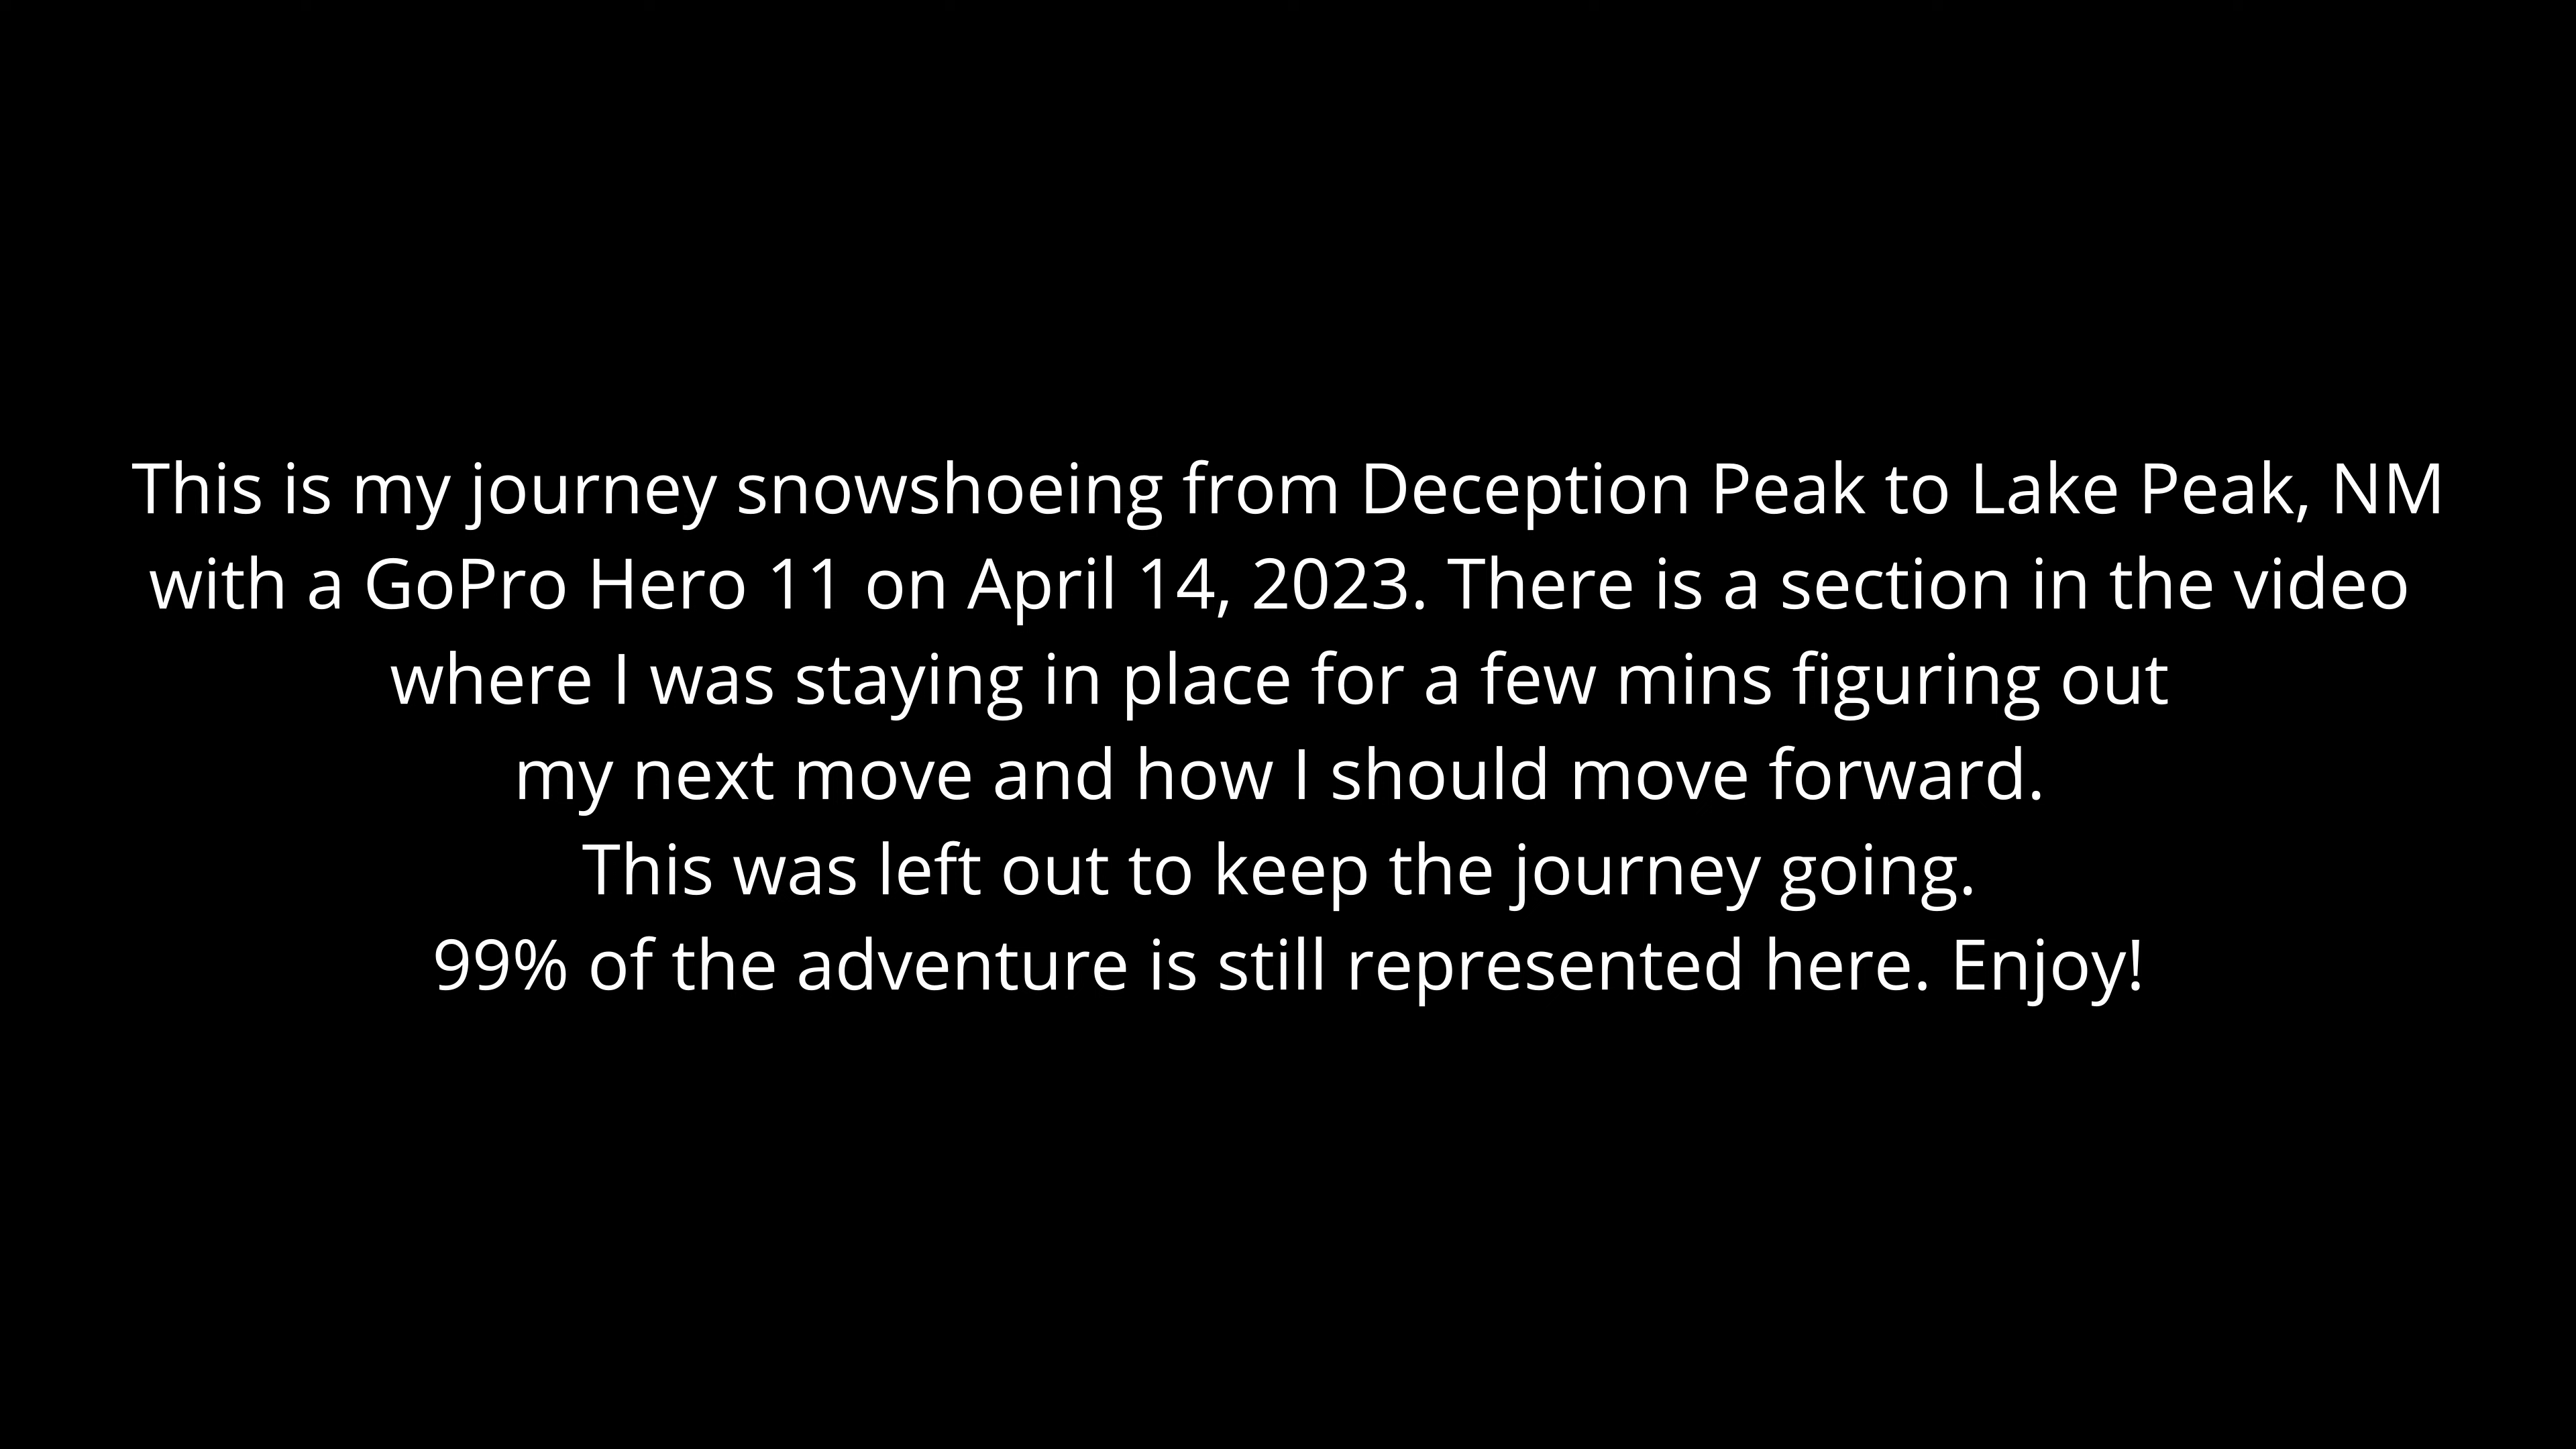 This is my journey snowshoeing from Deception Peak to Lake Peak, NM
with a GoPro Hero 11 on April 14, 2023. There is a section in the video
where I was staying in place for a few mins figuring out
my next move and how I should move forward.
This was left out to keep the journey going.
99% of the adventure is still represented here. Enjoy!